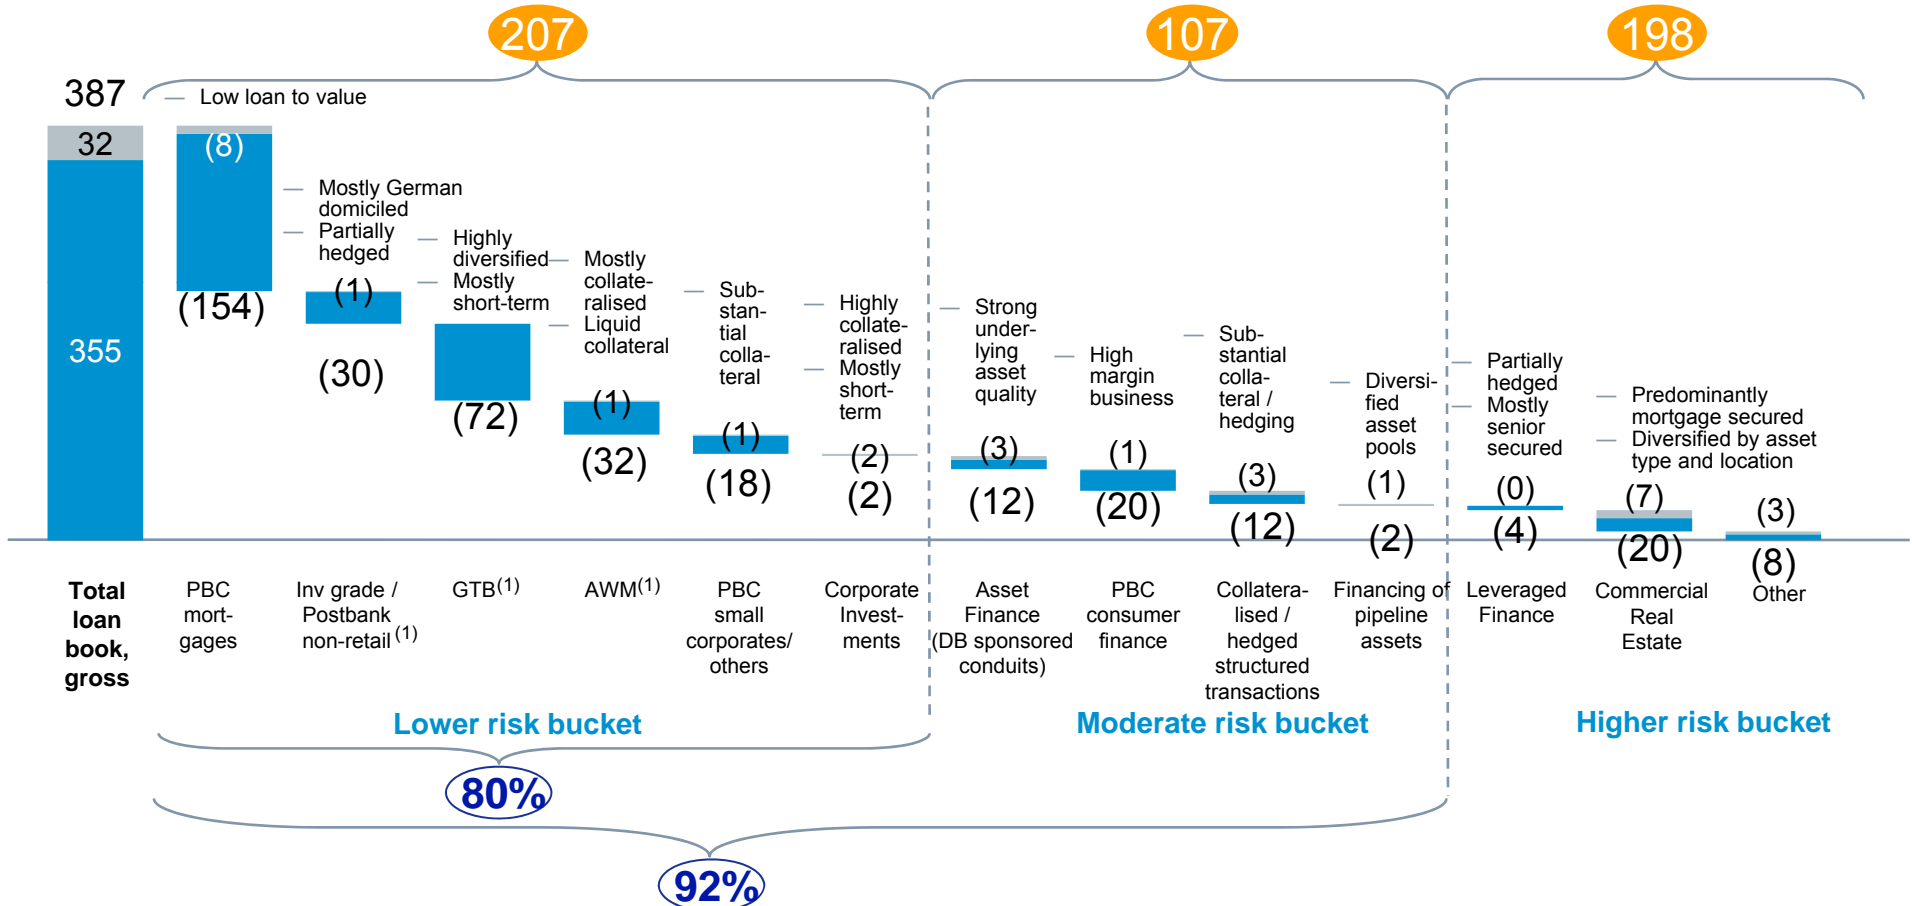 207
107
198
387
— Low loan to value
32
355
(8)
(154)
— Mostly German
domiciled
— Partially
hedged
(1)
(30)
— Highly
diversified
— Mostly
short-term
(72)
— Mostly
collate-
ralised
— Liquid
collateral
(1)
(32)
— Sub-
stan-
tial
colla-
teral
(1)
(18)
— Highly
collate-
ralised
— Mostly
short-
term
(2)
(2)
— Strong
under-
lying
asset
quality
(3)
(12)
— High
margin
business
(1)
(20)
— Sub-
stantial
colla-
teral /
hedging
(3)
(12)
— Diversi-
fied
asset
pools
(1)
(2)
— Partially
hedged
— Mostly
senior
secured
(0)
(4)
— Predominantly
mortgage secured
— Diversified by asset
type and location
(7)
(20)
(3)
(8)
Total
loan
book,
gross
PBC
mort-
gages
Inv grade /
Postbank
non-retail (1)
GTB(1)
AWM(1)
PBC
small
corporates/
others
Corporate
Invest-
ments
Asset
Finance
(DB sponsored
conduits)
PBC
consumer
finance
Collatera-
lised /
hedged
structured
transactions
Financing of
pipeline
assets
Leveraged
Finance
Commercial
Real
Estate
Other
Lower risk bucket
Moderate risk bucket
Higher risk bucket
80%
92%